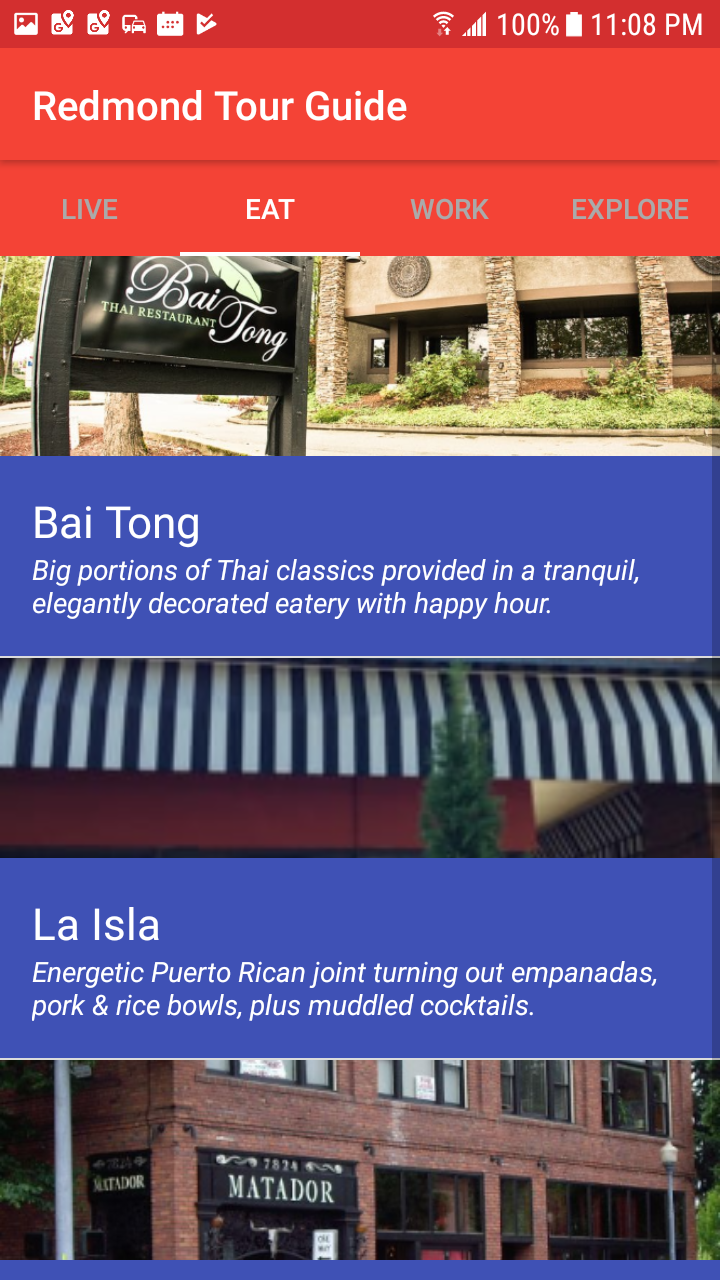 100% 11:08 PM
Redmond Tour Guide
LIVE EAT WORK EXPLORE
Bai Tong
THAI RESTAURANT
Bai Tong
Big portions of Thai classics provided in a tranquil,
elegantly decorated eatery with happy hour.
La Isla
Energetic Puerto Rican joint turning out empanadas,
pork & rice bowls, plus muddled cocktails.
7824
MATADOR
7824
MATADOR